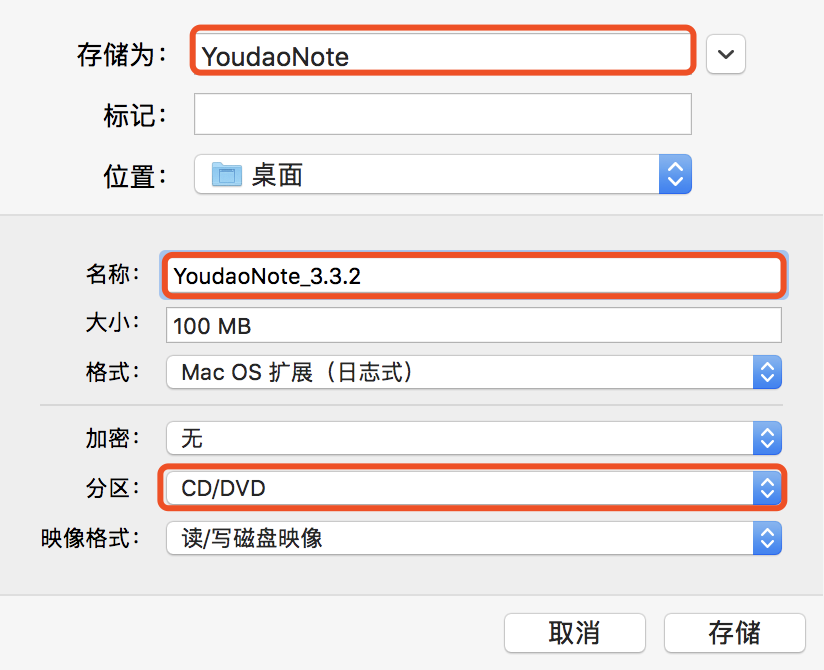 存储为： YoudaoNote
标记：
位置： 桌面
名称： YoudaoNote_3.3.2
大小： 100 MB
格式： Mac OS 扩展（日志式）
加密： 无
分区： CD/DVD
映像格式： 读/写磁盘映像
取消 存储